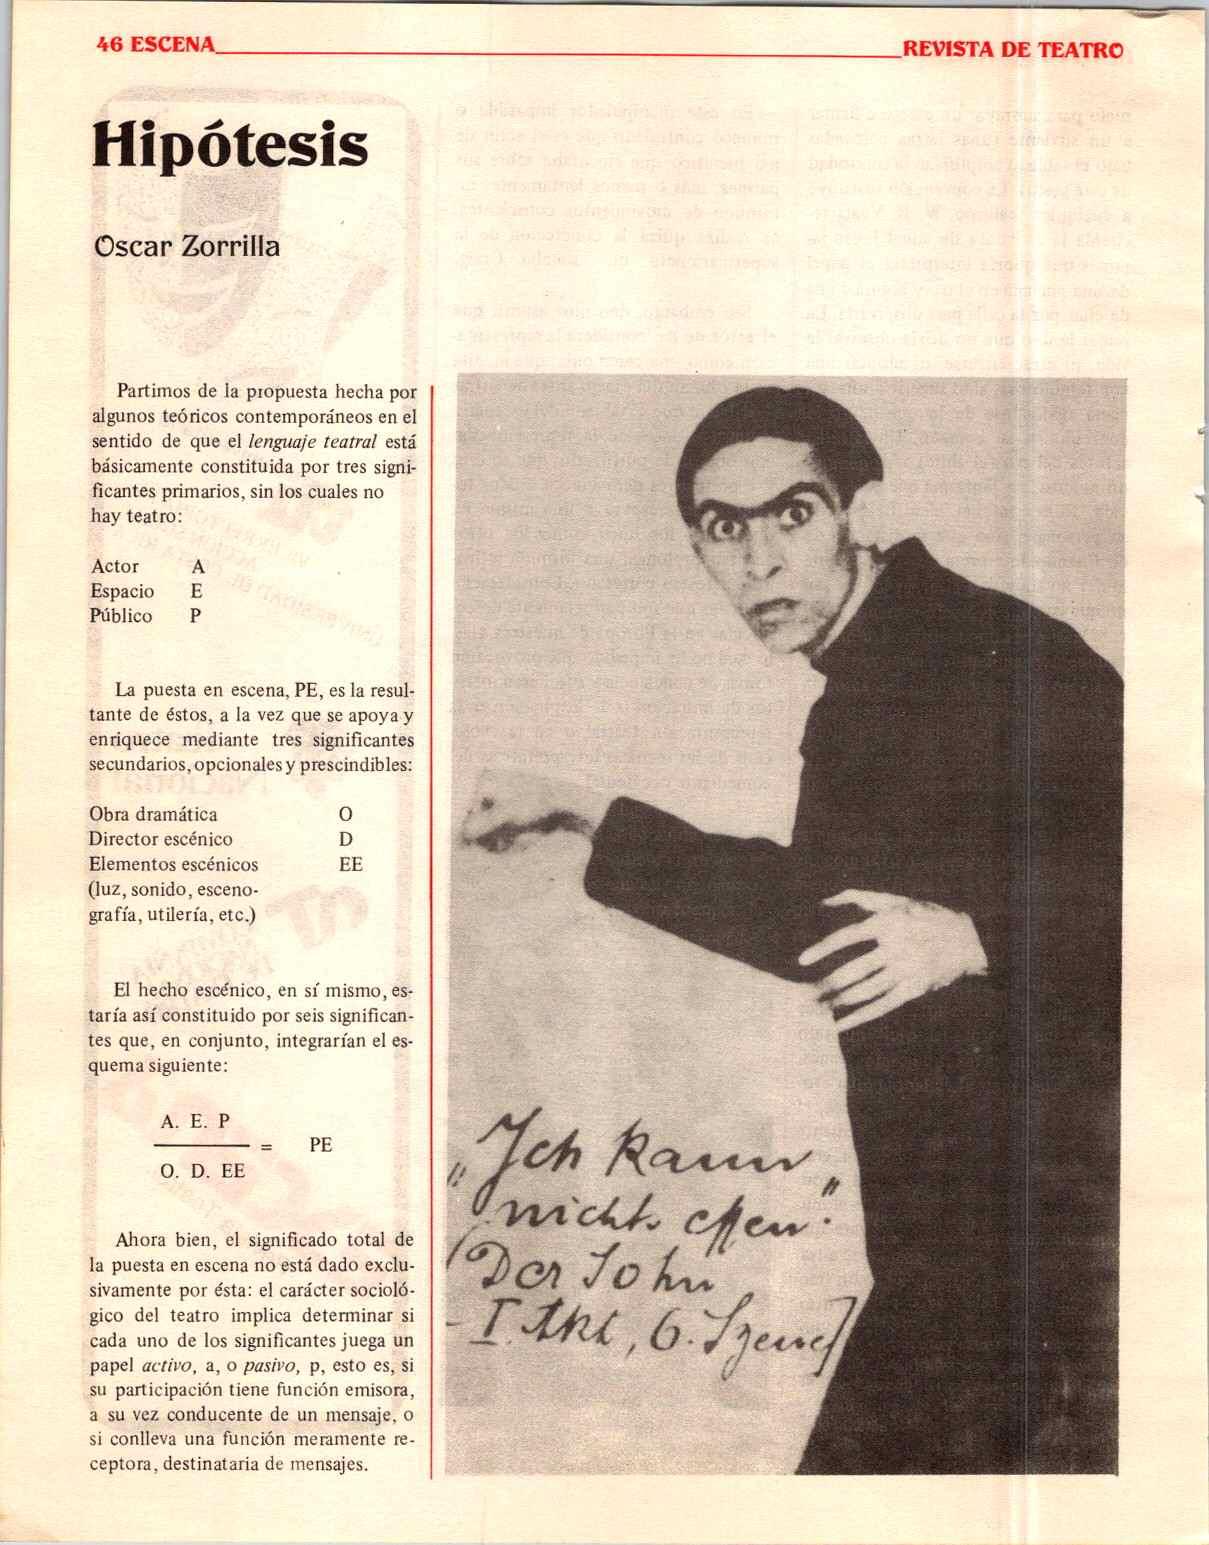 46 ESCENA
REVISTA DE TEATRO
Hipótesis
Oscar Zorrilla
Partimos de la propuesta hecha por
algunos teóricos contemporáneos en el
sentido de que el lenguaje teatral está
básicamente constituida por tres signi-
ficantes primarios, sin los cuales no
hay teatro:
Actor A
Espacio E
Público P
La puesta en escena, PE, es la resul-
tante de éstos, a la vez que se apoya y
enriquece mediante tres significantes
secundarios, opcionales y prescindibles:
Obra dramática O
Director escénico D
Elementos escénicos EE
(luz, sonido, esceno-
grafía, utilería, etc.)
El hecho escénico, en sí mismo, es-
taría así constituido por seis significan-
tes que, en conjunto, integrarían el es-
quema siguiente:
A. E. P
= PE
O. D. EE
Ahora bien, el significado total de
la puesta en escena no está dado exclu-
sivamente por ésta: el carácter socioló-
gico del teatro implica determinar si
cada uno de los significantes juega un
papel activo, a, o pasivo, p, esto es, si
su participación tiene función emisora,
a su vez conducente de un mensaje, o
si conlleva una función meramente re-
ceptora, destinataria de mensajes.
„Ich kann
nichts essen"
(Der Sohn
I. Akt, 6. Szene)